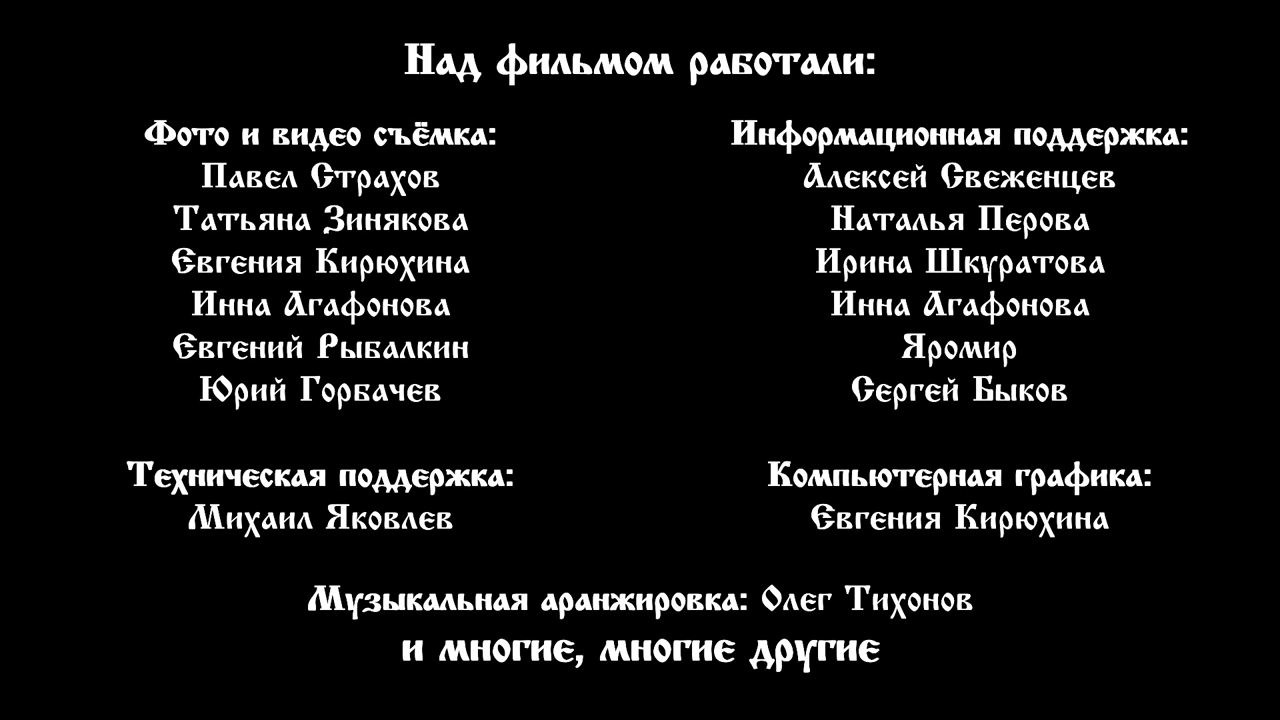 Над фильмом работали:
Фото и видео съёмка:
Павел Страхов
Татьяна Зинякова
Евгения Кирюхина
Инна Агафонова
Евгений Рыбалкин
Юрий Горбачев
Информационная поддержка:
Алексей Свеженцев
Наталья Перова
Ирина Шкуратова
Инна Агафонова
Яромир
Сергей Быков
Техническая поддержка:
Михаил Яковлев
Компьютерная графика:
Евгения Кирюхина
Музыкальная аранжировка: Олег Тихонов
и многие, многие другие